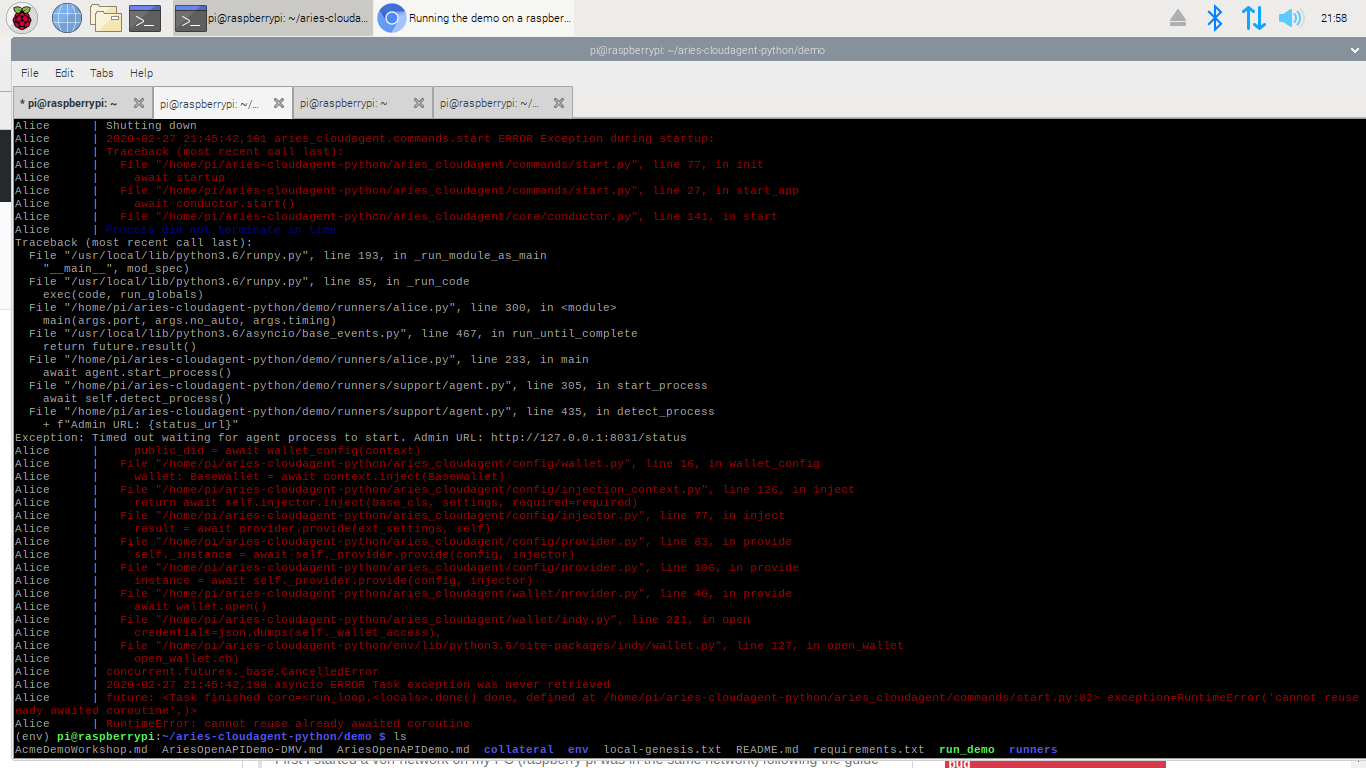 pi@raspberrypi: ~/aries-clouda...
Running the demo on a raspber...
21:58
pi@raspberrypi: ~/aries-cloudagent-python/demo
File Edit Tabs Help
* pi@raspberrypi: ~
pi@raspberrypi: ~/...
pi@raspberrypi: ~
pi@raspberrypi: ~/...
Alice | Shutting down
Alice | 2020-02-27 21:45:42,181 aries_cloudagent.commands.start ERROR Exception during startup:
Alice | Traceback (most recent call last):
Alice | File "/home/pi/aries-cloudagent-python/aries_cloudagent/commands/start.py", line 77, in init
Alice | await startup
Alice | File "/home/pi/aries-cloudagent-python/aries_cloudagent/commands/start.py", line 27, in start_app
Alice | await conductor.start()
Alice | File "/home/pi/aries-cloudagent-python/aries_cloudagent/core/conductor.py", line 141, in start
Alice | Process did not terminate in time
Traceback (most recent call last):
File "/usr/local/lib/python3.6/runpy.py", line 193, in _run_module_as_main
"__main__", mod_spec)
File "/usr/local/lib/python3.6/runpy.py", line 85, in _run_code
exec(code, run_globals)
File "/home/pi/aries-cloudagent-python/demo/runners/alice.py", line 300, in <module>
main(args.port, args.no_auto, args.timing)
File "/usr/local/lib/python3.6/asyncio/base_events.py", line 467, in run_until_complete
return future.result()
File "/home/pi/aries-cloudagent-python/demo/runners/alice.py", line 233, in main
await agent.start_process()
File "/home/pi/aries-cloudagent-python/demo/runners/support/agent.py", line 305, in start_process
await self.detect_process()
File "/home/pi/aries-cloudagent-python/demo/runners/support/agent.py", line 435, in detect_process
+ f"Admin URL: {status_url}"
Exception: Timed out waiting for agent process to start. Admin URL: http://127.0.0.1:8031/status
Alice | public_did = await wallet_config(context)
Alice | File "/home/pi/aries-cloudagent-python/aries_cloudagent/config/wallet.py", line 16, in wallet_config
Alice | wallet: BaseWallet = await context.inject(BaseWallet)
Alice | File "/home/pi/aries-cloudagent-python/aries_cloudagent/config/injection_context.py", line 126, in inject
Alice | return await self.injector.inject(base_cls, settings, required=required)
Alice | File "/home/pi/aries-cloudagent-python/aries_cloudagent/config/injector.py", line 77, in inject
Alice | result = await provider.provide(ext_settings, self)
Alice | File "/home/pi/aries-cloudagent-python/aries_cloudagent/config/provider.py", line 83, in provide
Alice | self._instance = await self._provider.provide(config, injector)
Alice | File "/home/pi/aries-cloudagent-python/aries_cloudagent/config/provider.py", line 106, in provide
Alice | instance = await self._provider.provide(config, injector)
Alice | File "/home/pi/aries-cloudagent-python/aries_cloudagent/wallet/provider.py", line 40, in provide
Alice | await wallet.open()
Alice | File "/home/pi/aries-cloudagent-python/aries_cloudagent/wallet/indy.py", line 221, in open
Alice | credentials=json.dumps(self._wallet_access),
Alice | File "/home/pi/aries-cloudagent-python/env/lib/python3.6/site-packages/indy/wallet.py", line 127, in open_wallet
Alice | open_wallet.cb)
Alice | concurrent.futures._base.CancelledError
Alice | 2020-02-27 21:45:42,188 asyncio ERROR Task exception was never retrieved
Alice | future: <Task finished coro=<run_loop.<locals>.done() done, defined at /home/pi/aries-cloudagent-python/aries_cloudagent/commands/start.py:82> exception=RuntimeError('cannot reuse
eady awaited coroutine',)>
Alice | RuntimeError: cannot reuse already awaited coroutine
(env) pi@raspberrypi:~/aries-cloudagent-python/demo $ ls
AcmeDemoWorkshop.md AriesOpenAPIDemo-DMV.md AriesOpenAPIDemo.md collateral env local-genesis.txt README.md requirements.txt run_demo runners
First I started a von-network on my PC (raspberry pi was in the same network) following the guide
bug